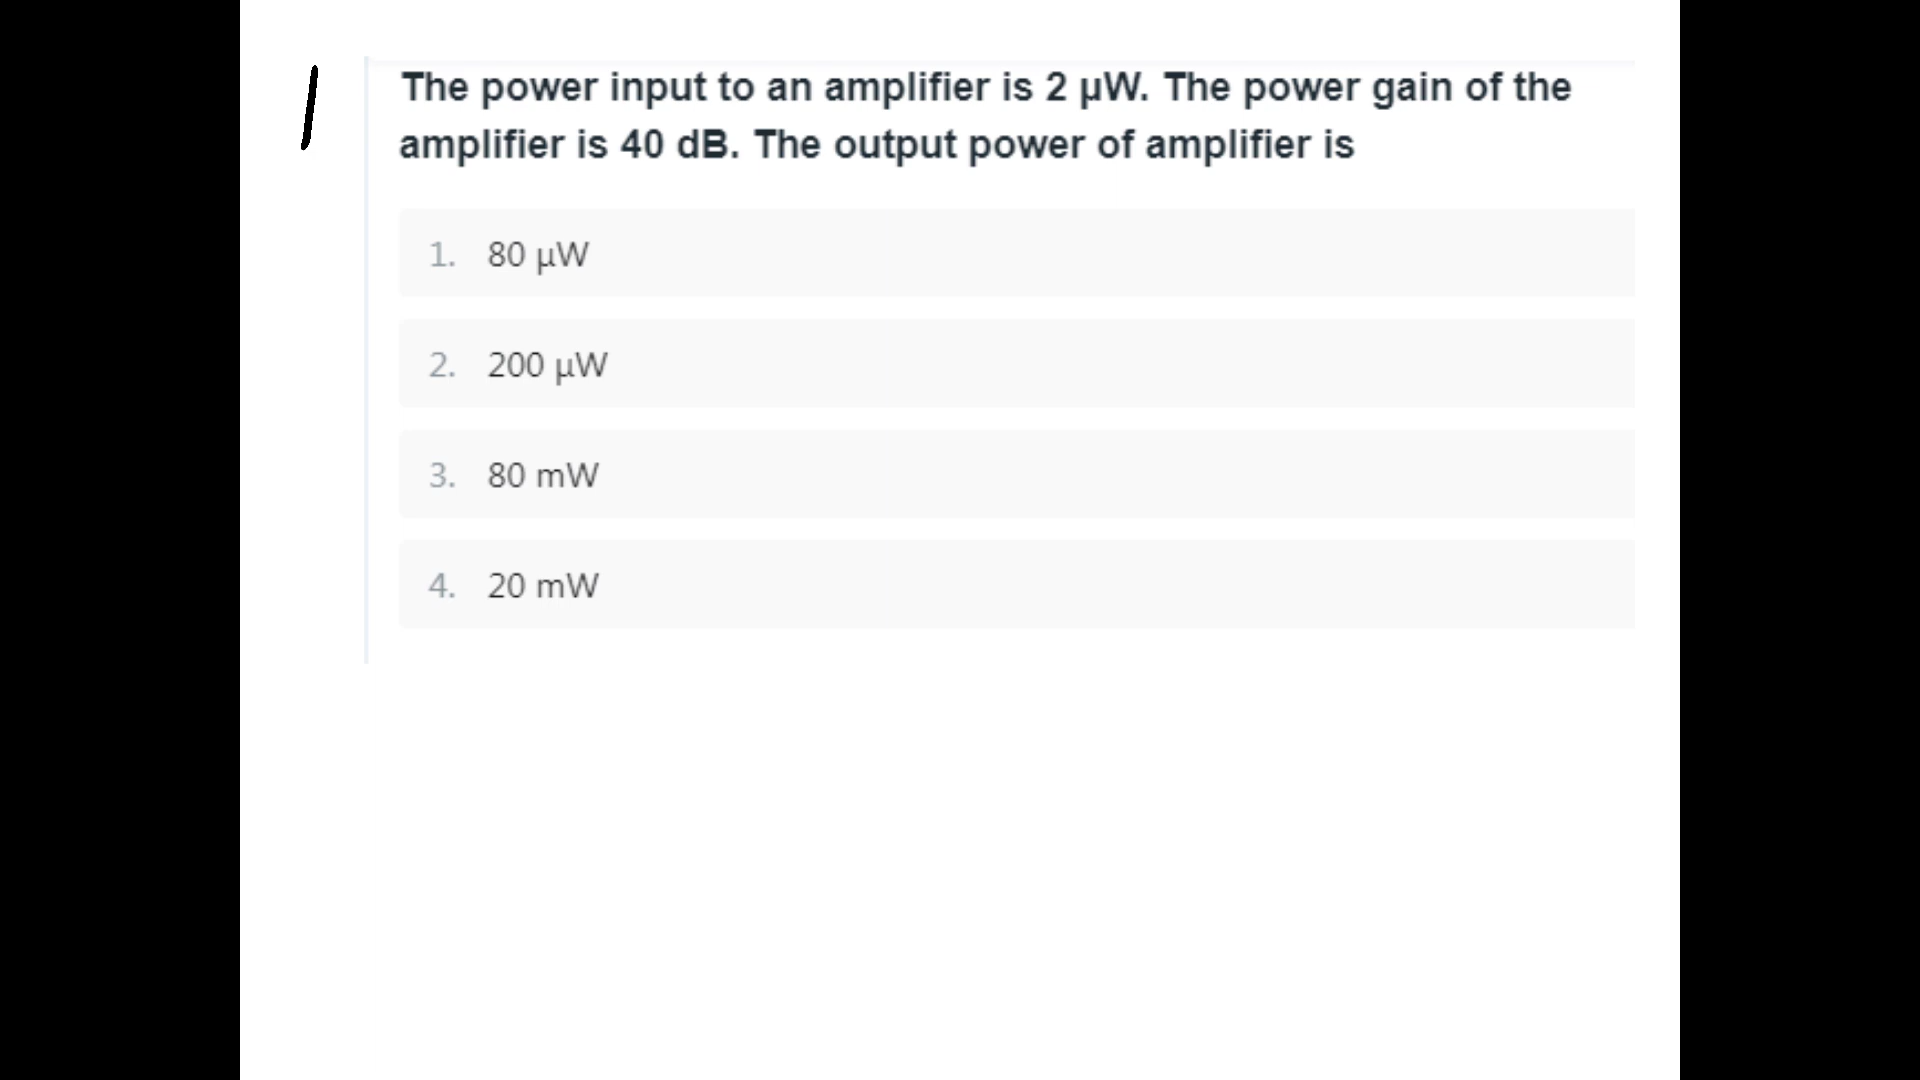 The power input to an amplifier is 2 μW. The power gain of the
amplifier is 40 dB. The output power of amplifier is
1. 80 μW
2. 200 μW
3. 80 mW
4. 20 mW